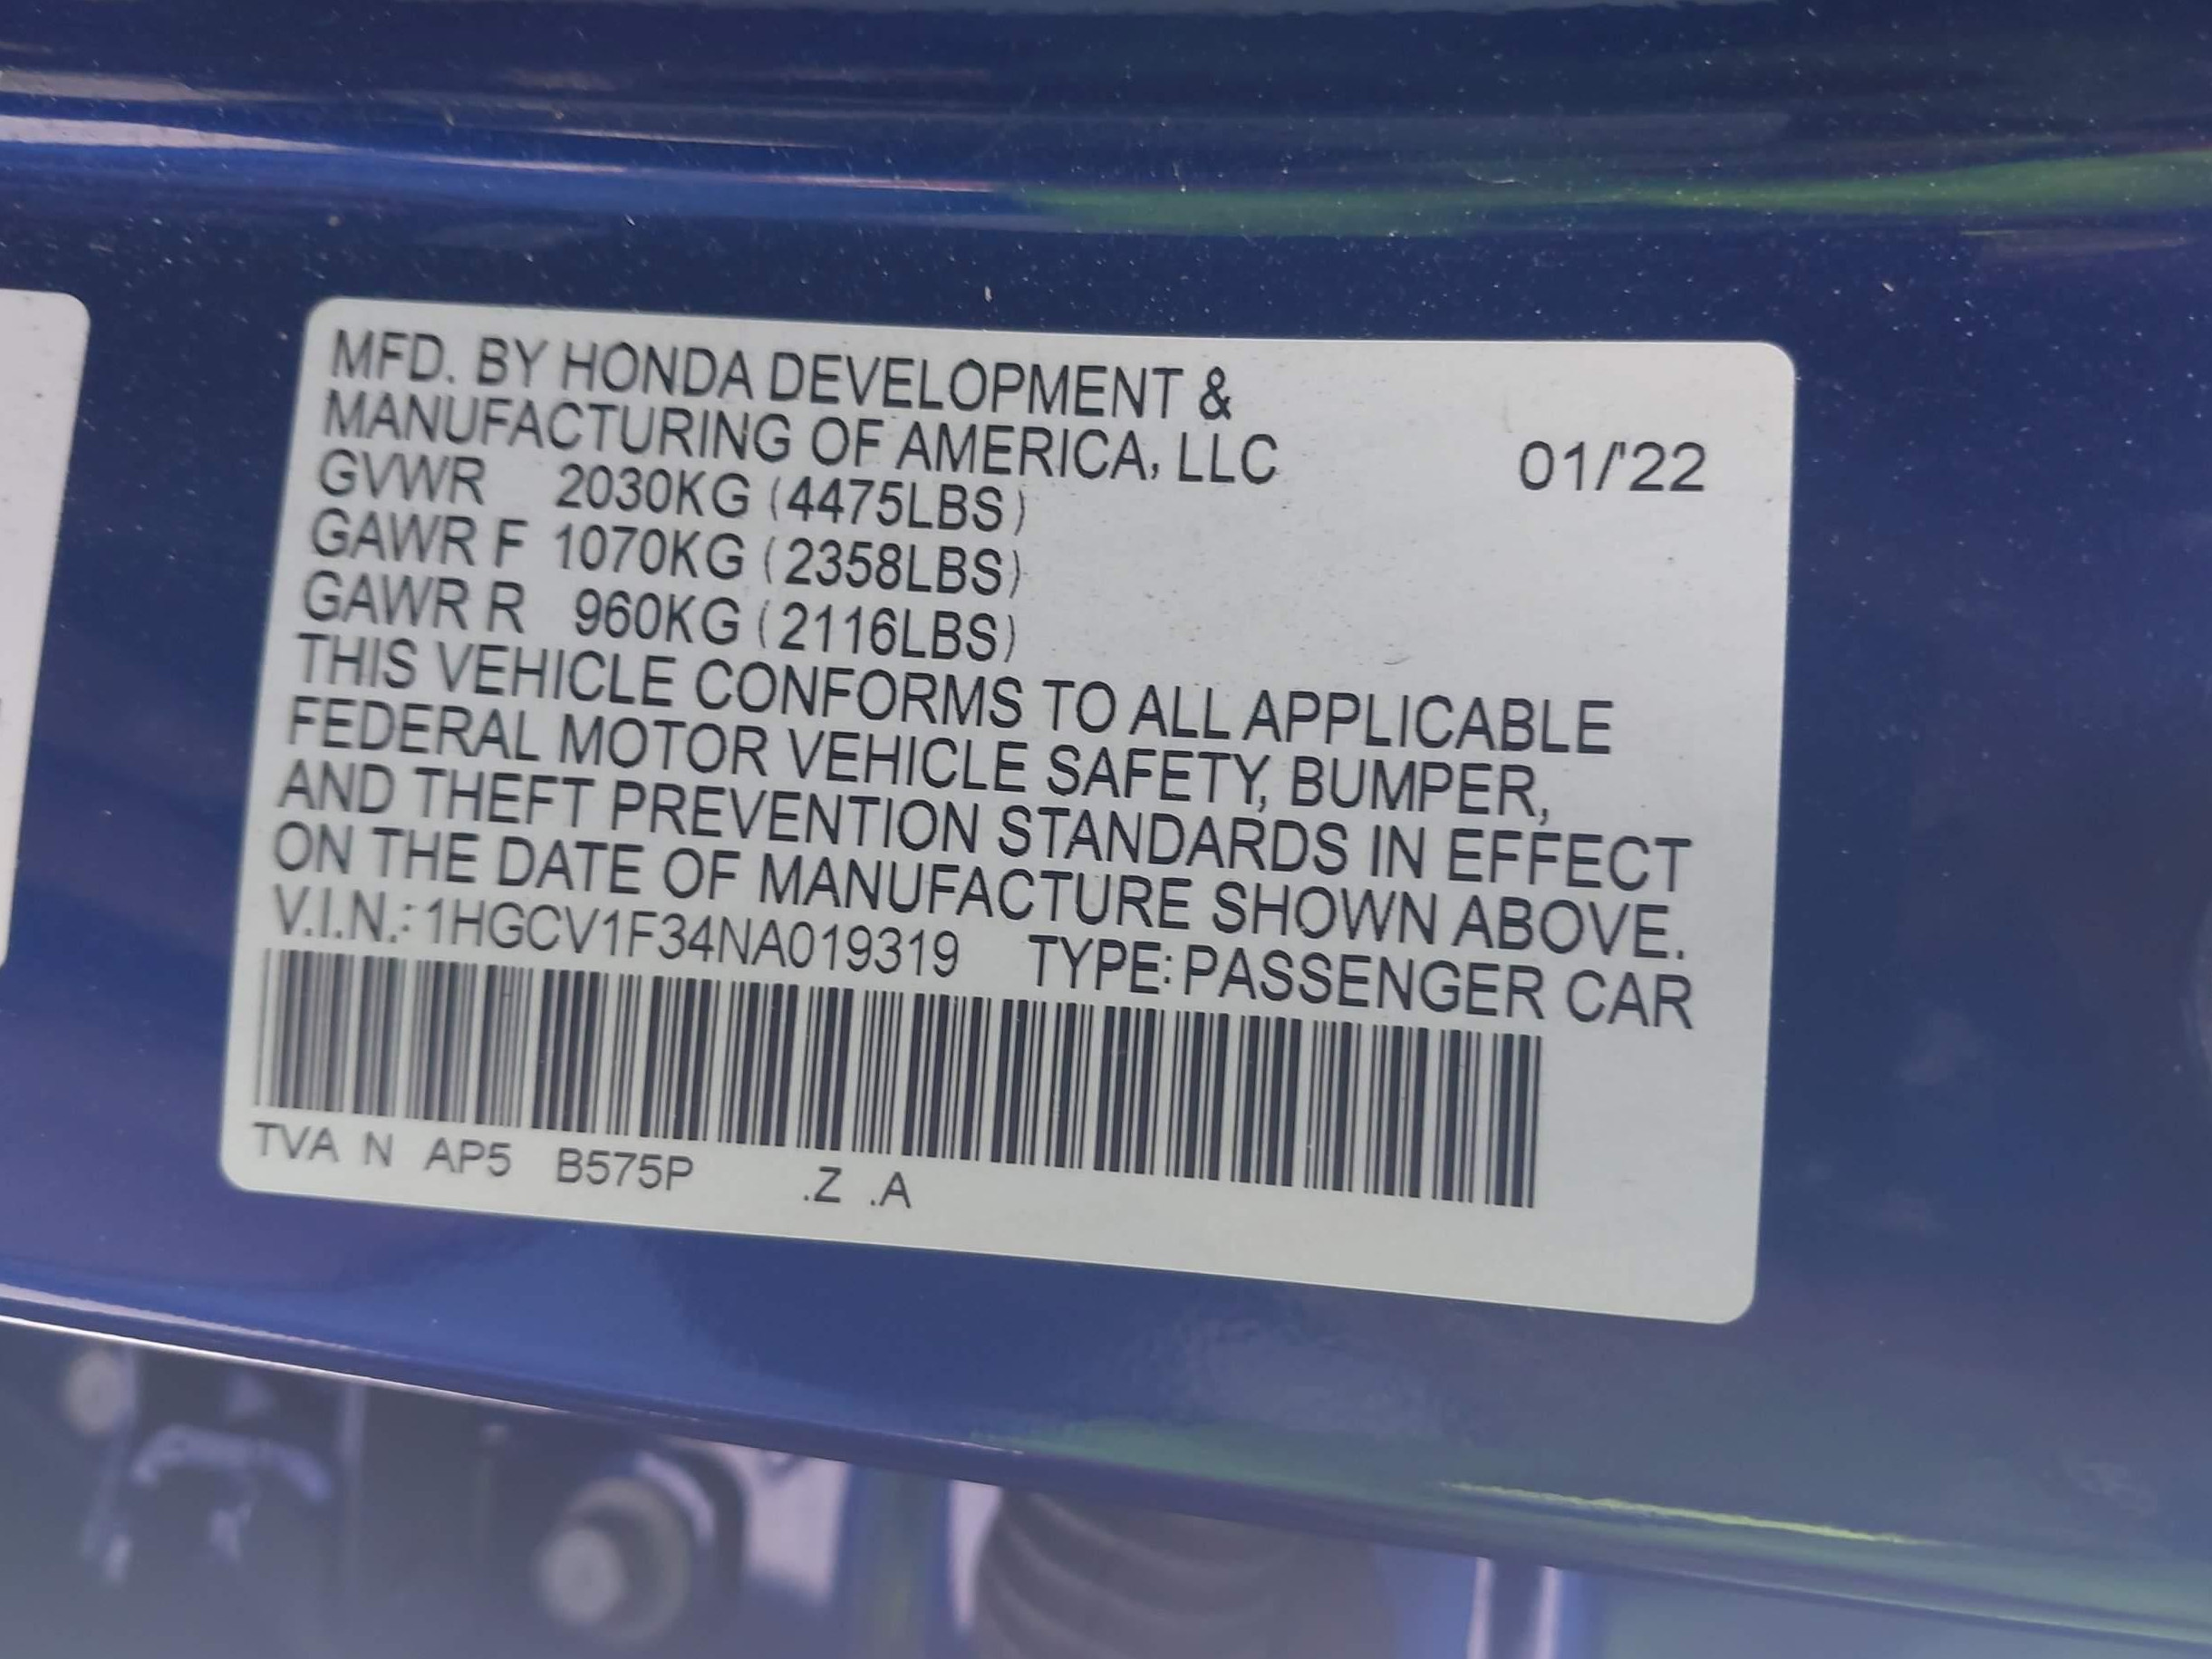 MFD. BY HONDA DEVELOPMENT &
MANUFACTURING OF AMERICA, LLC 01/'22
GVWR 2030KG (4475LBS)
GAWR F 1070KG (2358LBS)
GAWR R 960KG (2116LBS)
THIS VEHICLE CONFORMS TO ALL APPLICABLE
FEDERAL MOTOR VEHICLE SAFETY, BUMPER,
AND THEFT PREVENTION STANDARDS IN EFFECT
ON THE DATE OF MANUFACTURE SHOWN ABOVE.
V.I.N.: 1HGCV1F34NA019319 TYPE: PASSENGER CAR
TVA N AP5 B575P .Z .A